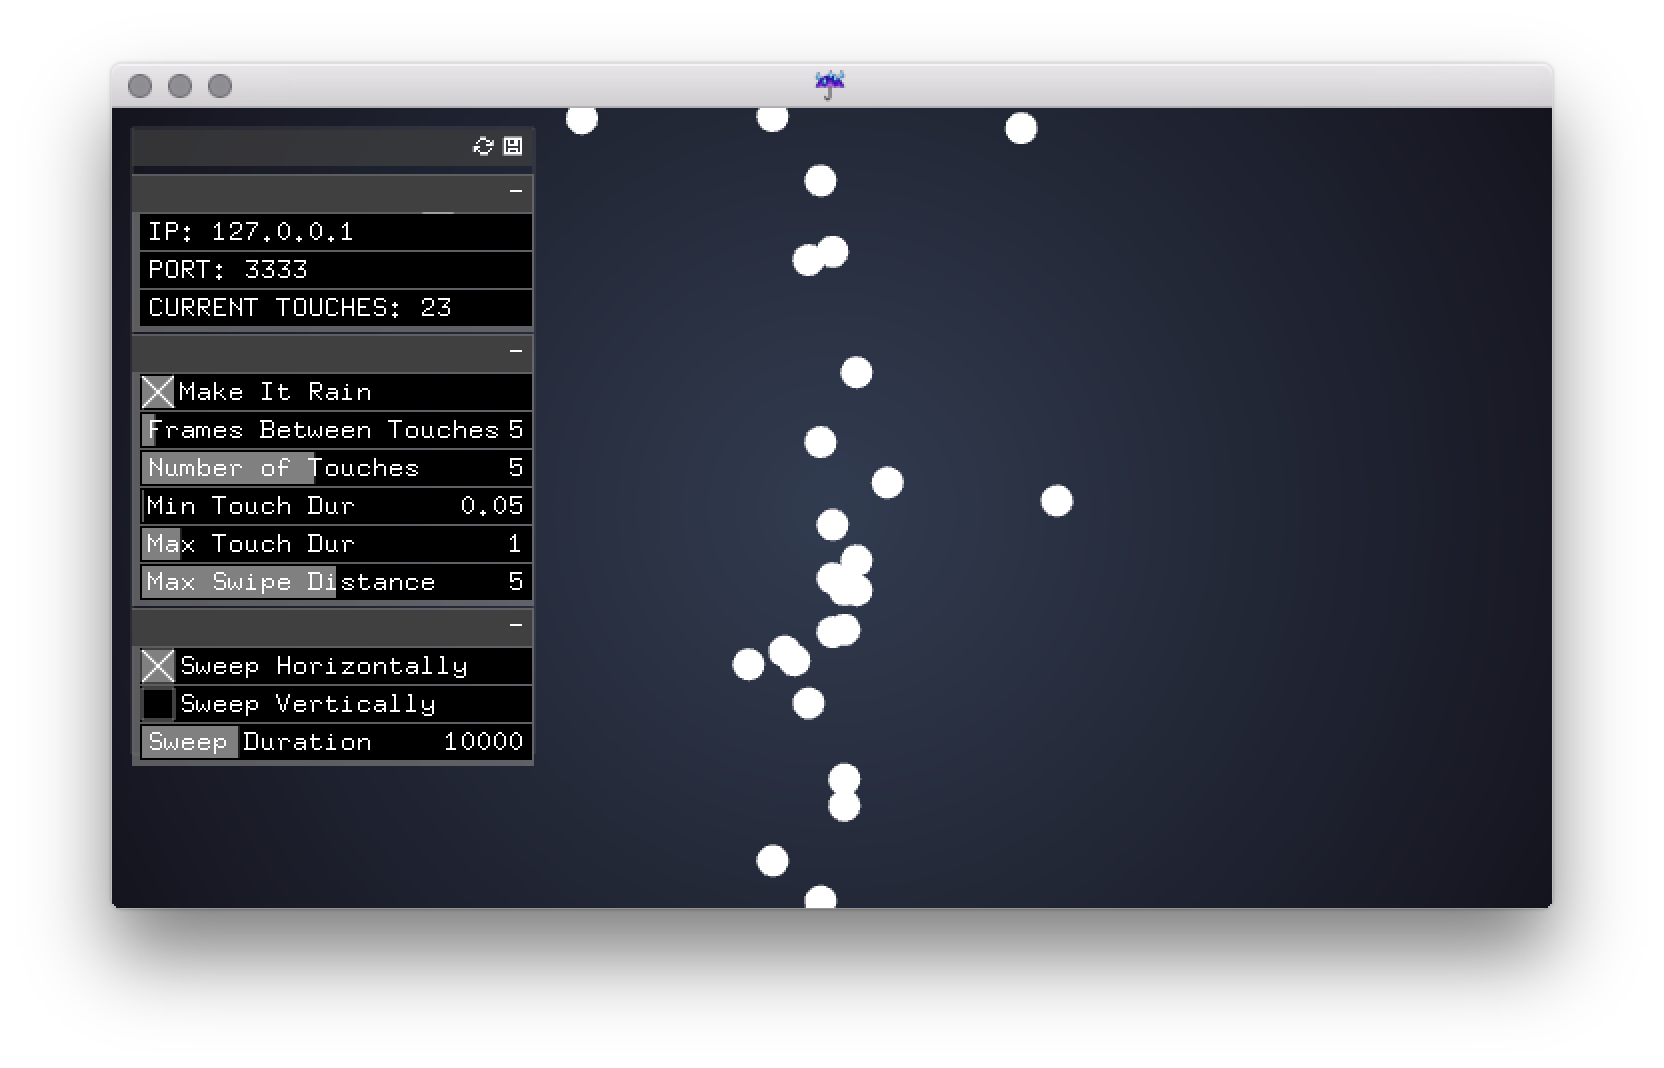 IP: 127.0.0.1
PORT: 3333
CURRENT TOUCHES: 23
Make It Rain
Frames Between Touches 5
Number of Touches 5
Min Touch Dur 0.05
Max Touch Dur 1
Max Swipe Distance 5
Sweep Horizontally
Sweep Vertically
Sweep Duration 10000